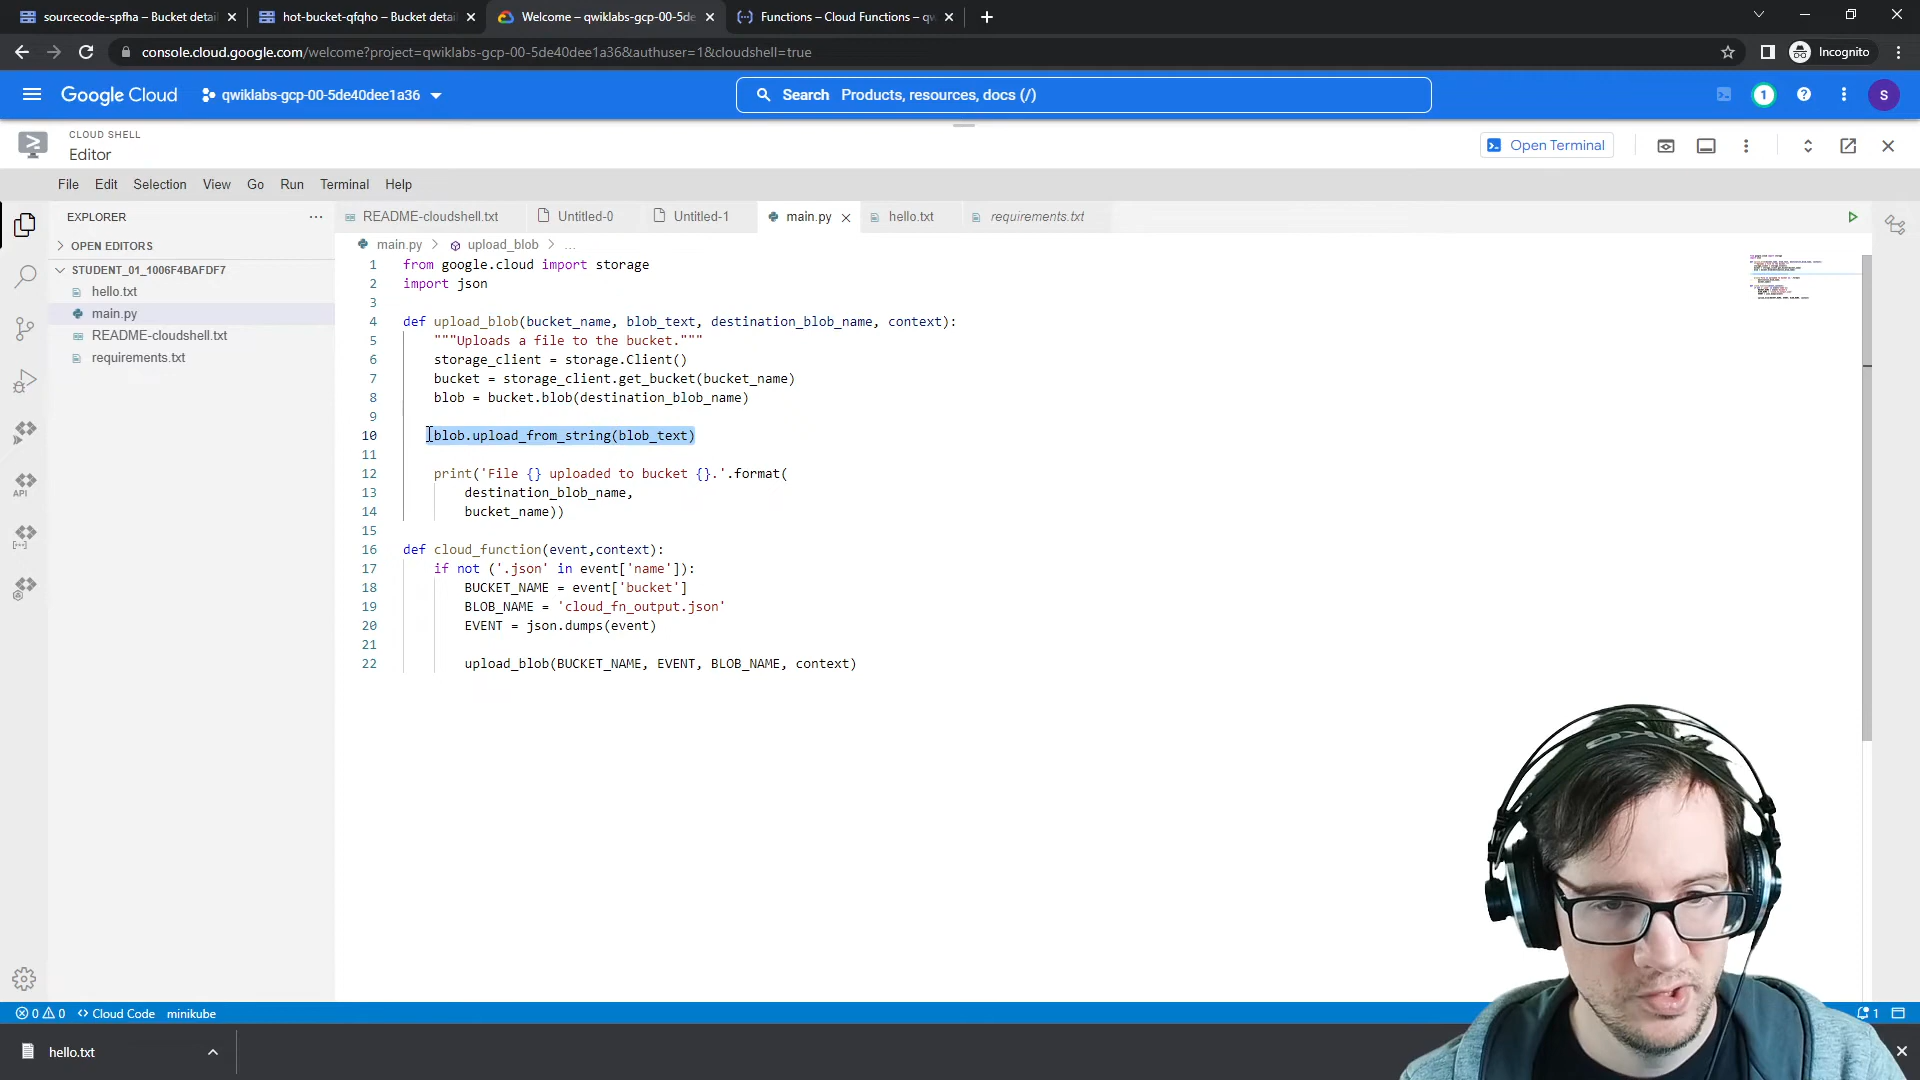 sourcecode-spfha – Bucket detai
hot-bucket-qfqho – Bucket detai
Welcome – qwiklabs-gcp-00-5de
Functions – Cloud Functions – qw
console.cloud.google.com/welcome?project=qwiklabs-gcp-00-5de40dee1a36&authuser=1&cloudshell=true
Incognito
Google Cloud
qwiklabs-gcp-00-5de40dee1a36
Search Products, resources, docs (/)
1
S
CLOUD SHELL
Editor
Open Terminal
File Edit Selection View Go Run Terminal Help
EXPLORER
README-cloudshell.txt
Untitled-0
Untitled-1
main.py
hello.txt
requirements.txt
OPEN EDITORS
STUDENT_01_1006F4BAFDF7
hello.txt
main.py
README-cloudshell.txt
requirements.txt
API
main.py > upload_blob > ...
1 from google.cloud import storage
2 import json
3
4 def upload_blob(bucket_name, blob_text, destination_blob_name, context):
5 """Uploads a file to the bucket."""
6 storage_client = storage.Client()
7 bucket = storage_client.get_bucket(bucket_name)
8 blob = bucket.blob(destination_blob_name)
9
10 blob.upload_from_string(blob_text)
11
12 print('File {} uploaded to bucket {}.'.format(
13 destination_blob_name,
14 bucket_name))
15
16 def cloud_function(event,context):
17 if not ('.json' in event['name']):
18 BUCKET_NAME = event['bucket']
19 BLOB_NAME = 'cloud_fn_output.json'
20 EVENT = json.dumps(event)
21
22 upload_blob(BUCKET_NAME, EVENT, BLOB_NAME, context)
0 0 Cloud Code minikube
1
hello.txt